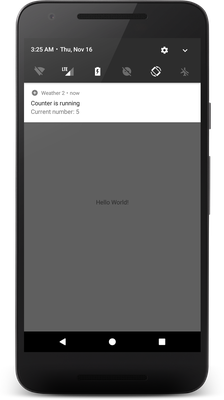 3:25 AM • Thu, Nov 16
LTE
Weather 2 • now
Counter is running
Current number: 5
Hello World!